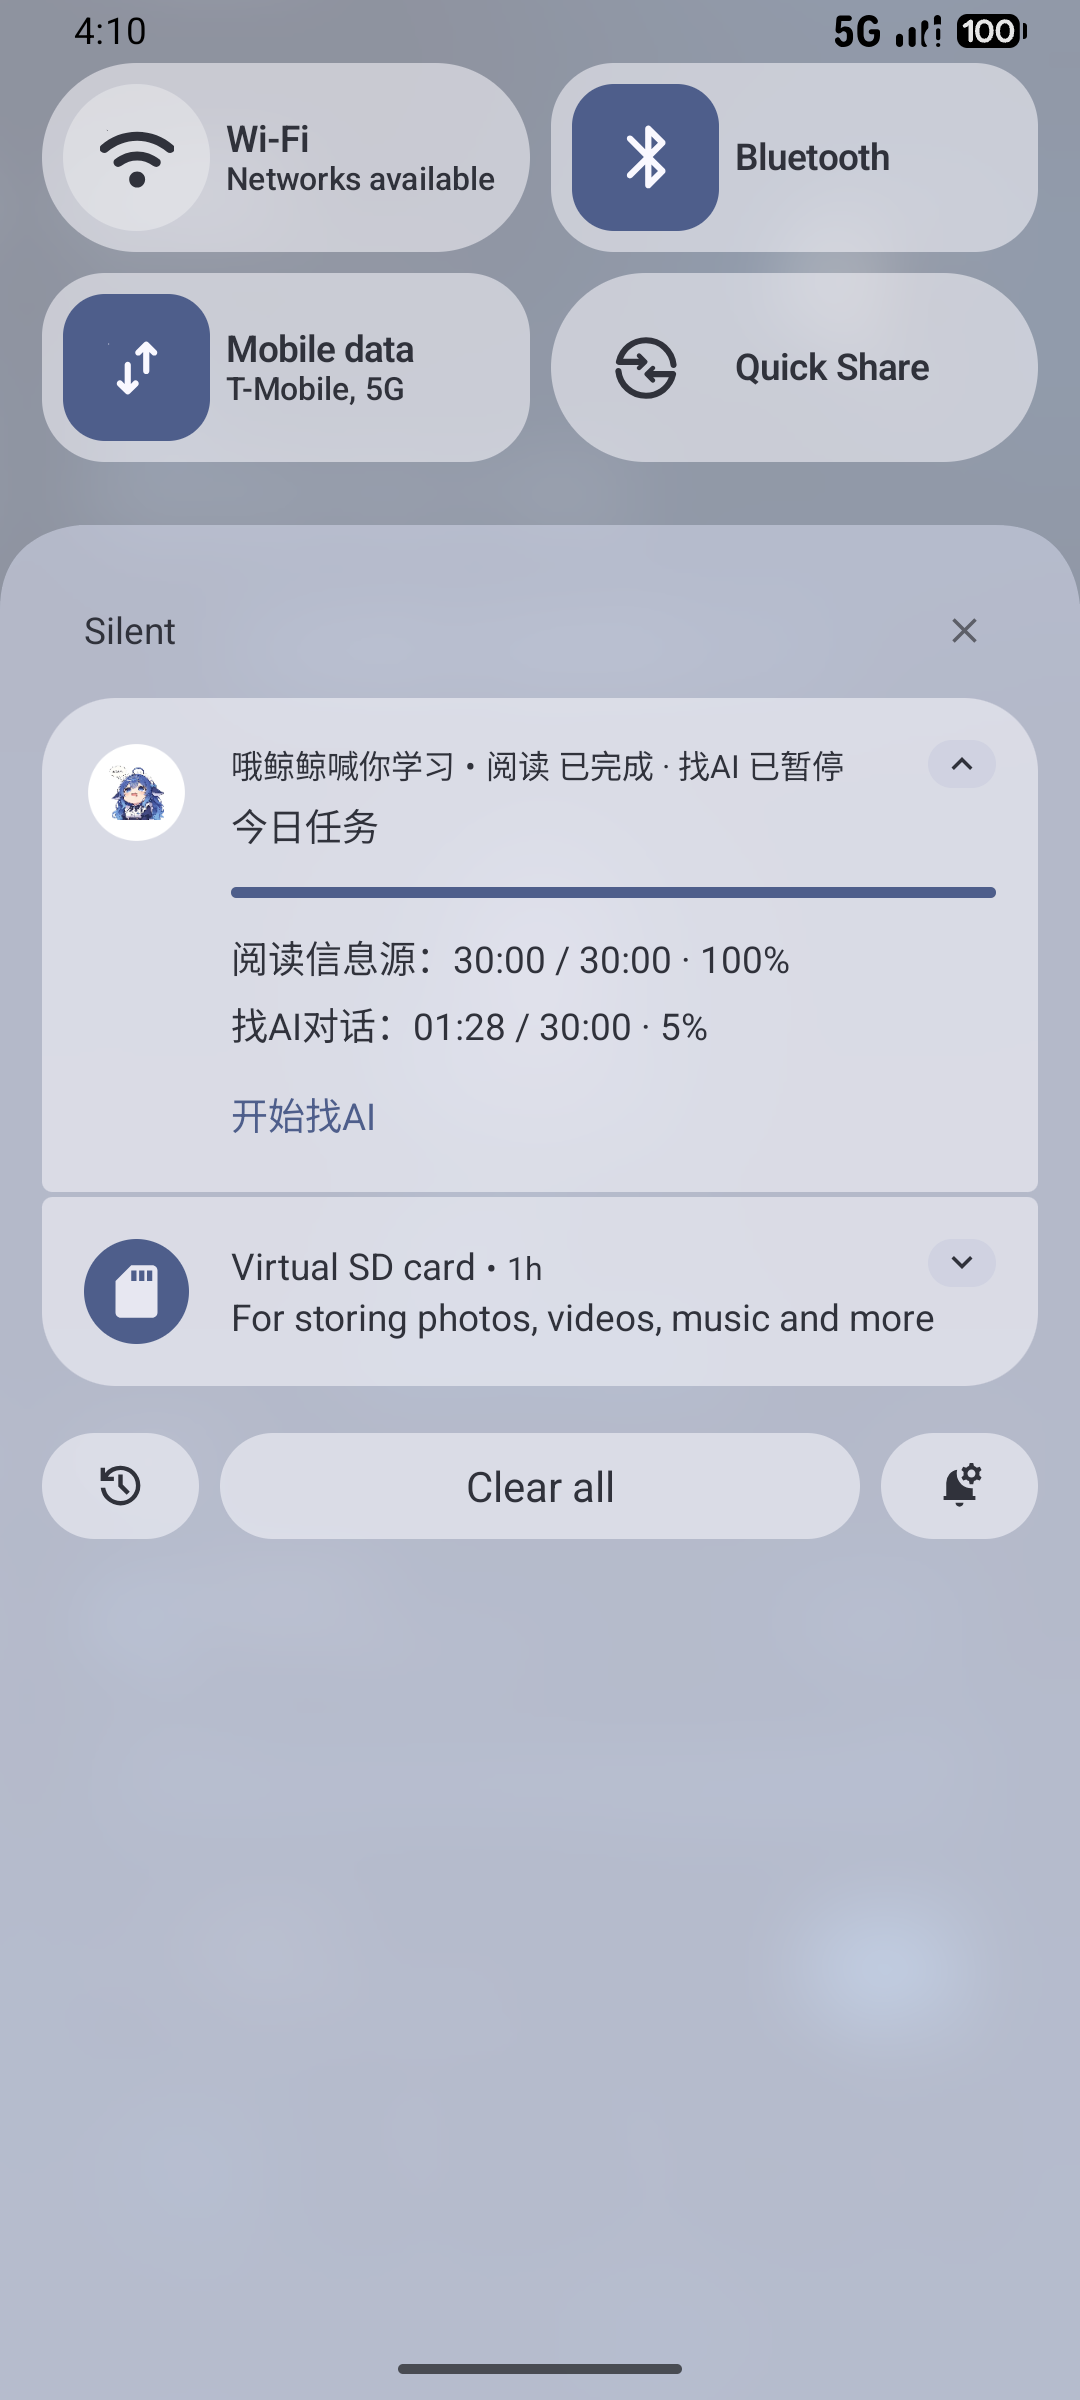 4:10
5G
100
Wi-Fi
Networks available
Bluetooth
Mobile data
T-Mobile, 5G
Quick Share
Silent
哦鲸鲸喊你学习 • 阅读 已完成 · 找AI 已暂停
今日任务
阅读信息源：30:00 / 30:00 · 100%
找AI对话：01:28 / 30:00 · 5%
开始找AI
Virtual SD card • 1h
For storing photos, videos, music and more
Clear all